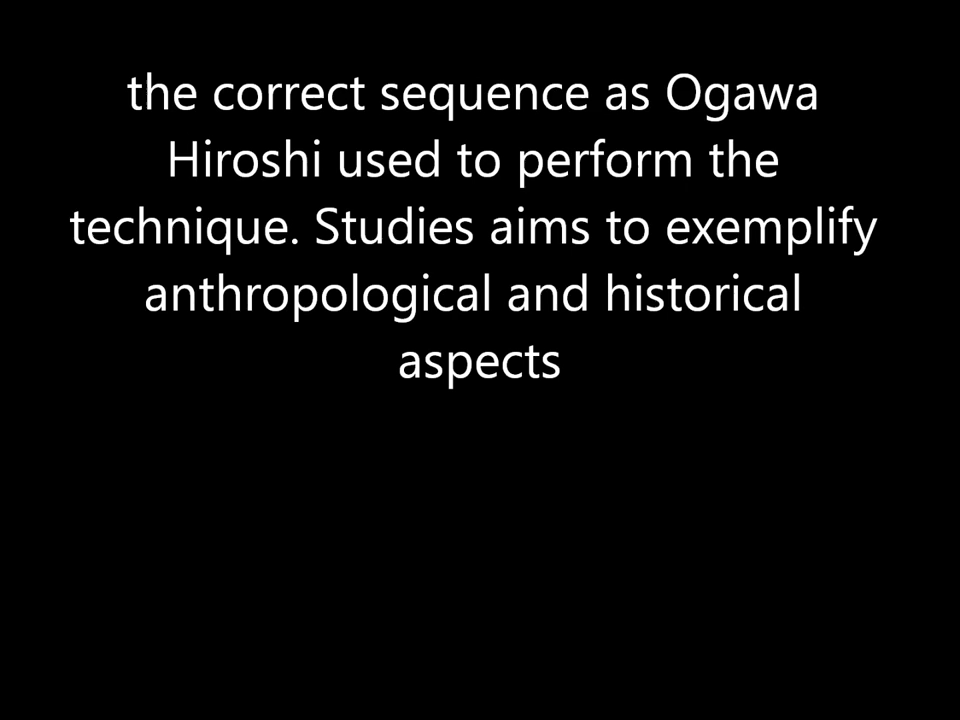 the correct sequence as Ogawa
Hiroshi used to perform the
technique. Studies aims to exemplify
anthropological and historical
aspects